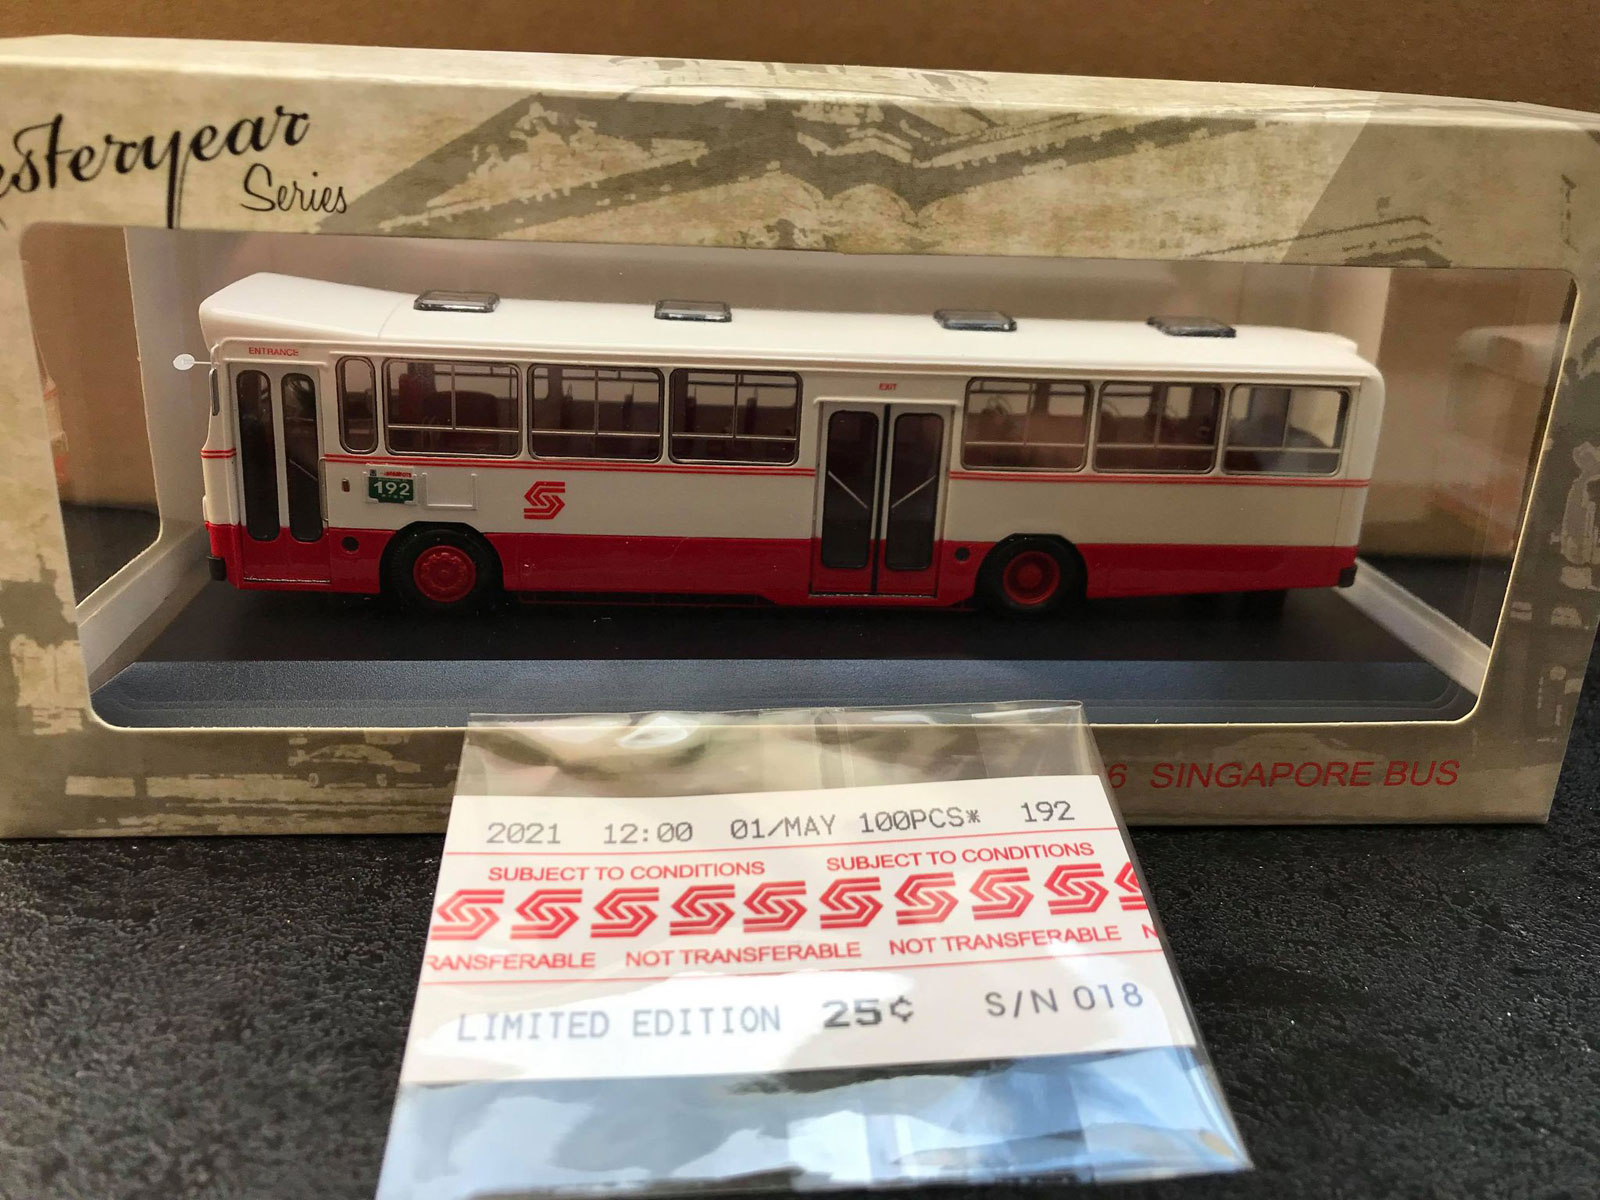 esteryear
Series
ENTRANCE
EXIT
192
6 SINGAPORE BUS
2021 12:00 01/MAY 100PCS* 192
SUBJECT TO CONDITIONS SUBJECT TO CONDITIONS
RANSFERABLE NOT TRANSFERABLE NOT TRANSFERABLE N
LIMITED EDITION 25¢ S/N 018